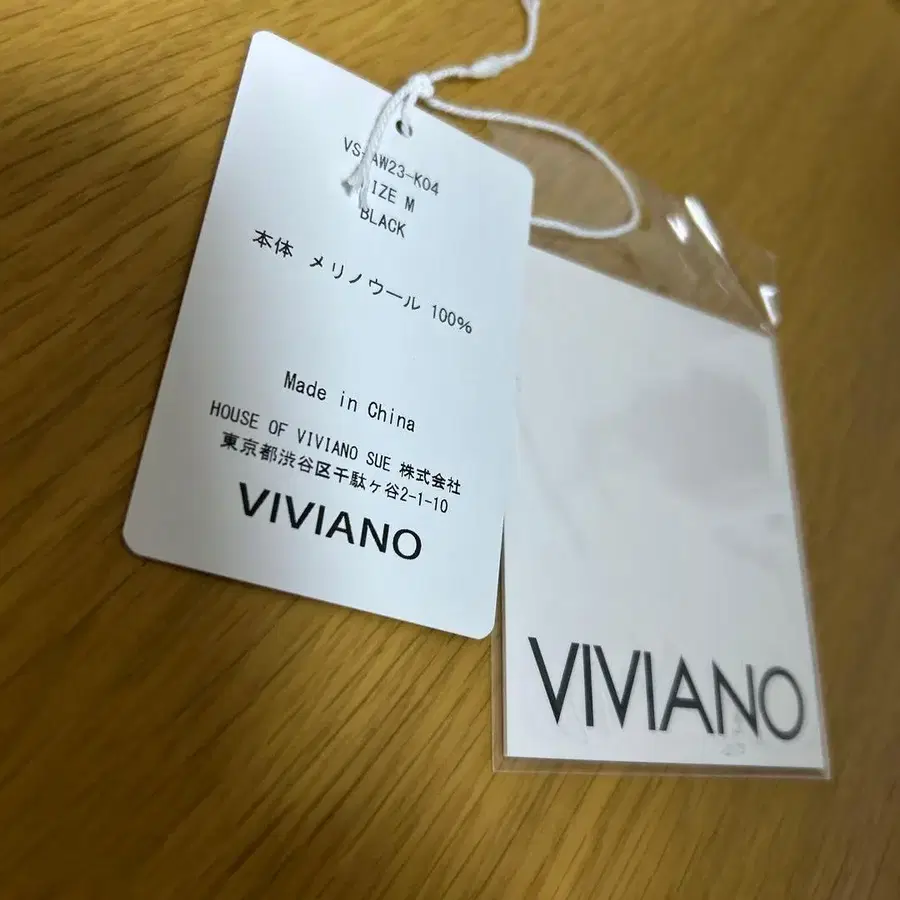 VS-AW23-K04
SIZE M
BLACK
本体 メリノウール 100%
Made in China
HOUSE OF VIVIANO SUE 株式会社
東京都渋谷区千駄ヶ谷2-1-10
VIVIANO
VIVIANO